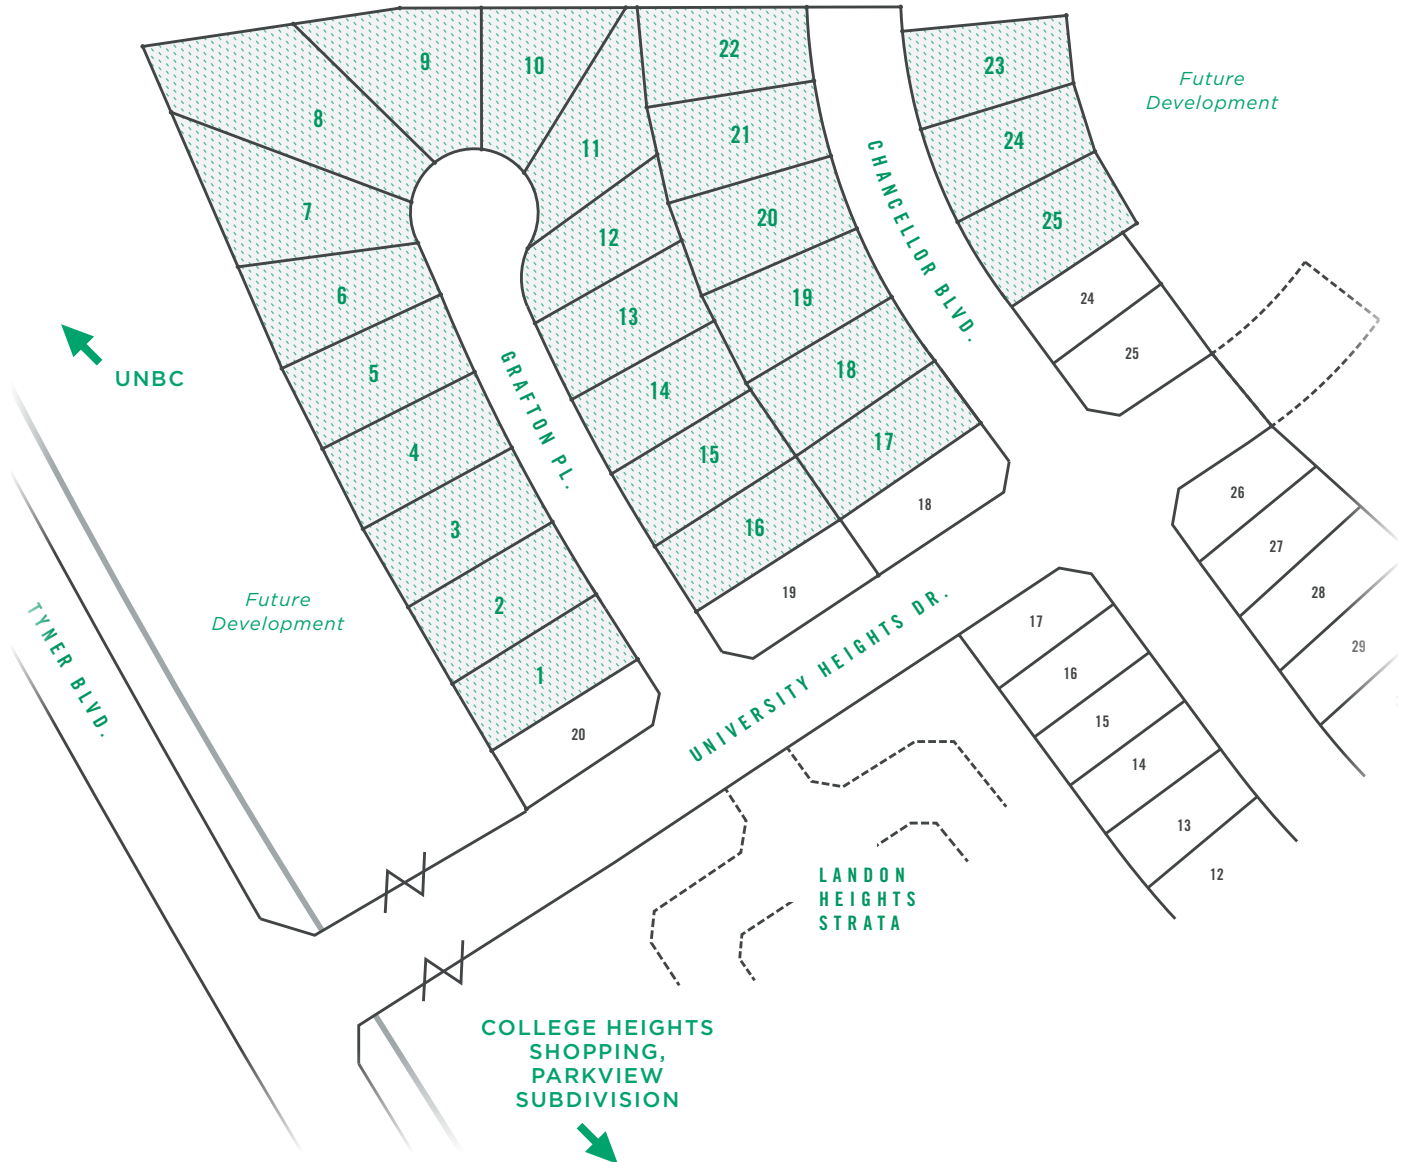 9
10
22
23
Future
Development
8
11
21
24
CHANCELLOR BLVD.
7
12
20
25
6
13
19
24
UNBC
5
GRAFTON PL.
14
18
25
4
15
17
3
16
18
26
27
Future
Development
2
19
28
TYNER BLVD.
1
UNIVERSITY HEIGHTS DR.
17
29
20
16
15
14
13
12
LANDON
HEIGHTS
STRATA
COLLEGE HEIGHTS
SHOPPING,
PARKVIEW
SUBDIVISION